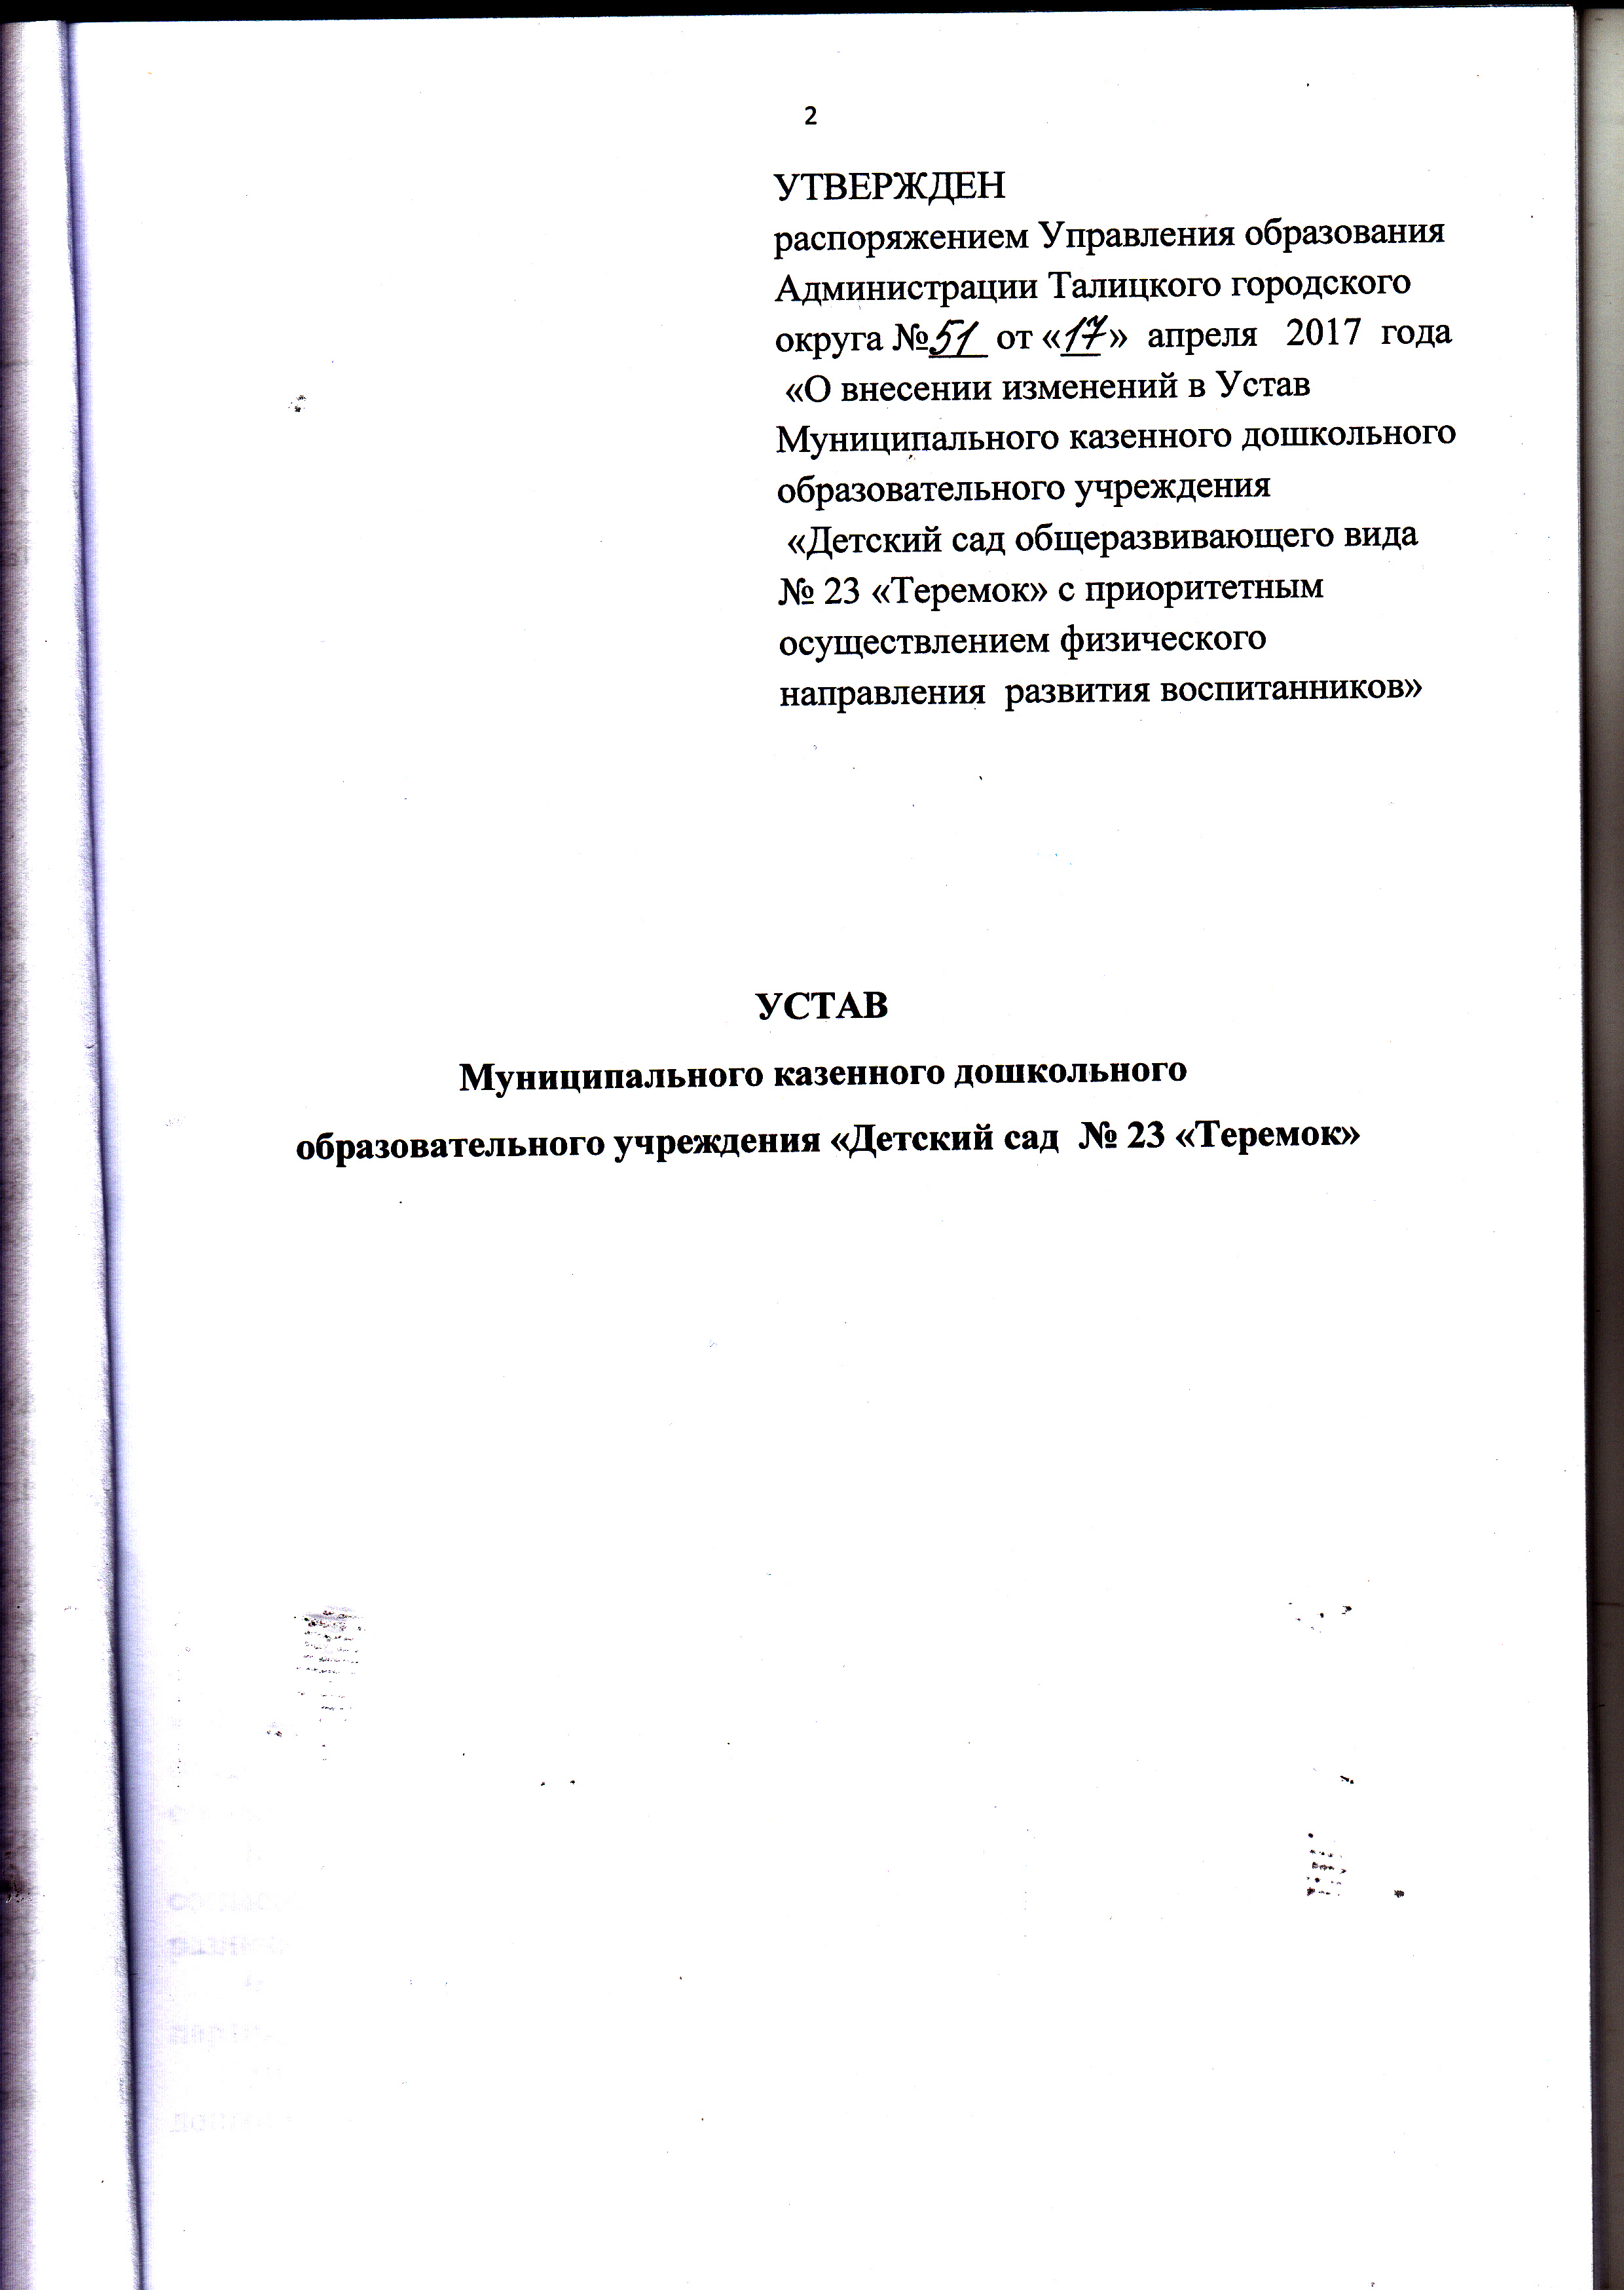 2
УТВЕРЖДЕН
распоряжением Управления образования
Администрации Талицкого городского
округа №51 от «17» апреля 2017 года
«О внесении изменений в Устав
Муниципального казенного дошкольного
образовательного учреждения
«Детский сад общеразвивающего вида
№ 23 «Теремок» с приоритетным
осуществлением физического
направления развития воспитанников»
УСТАВ
Муниципального казенного дошкольного
образовательного учреждения «Детский сад № 23 «Теремок»